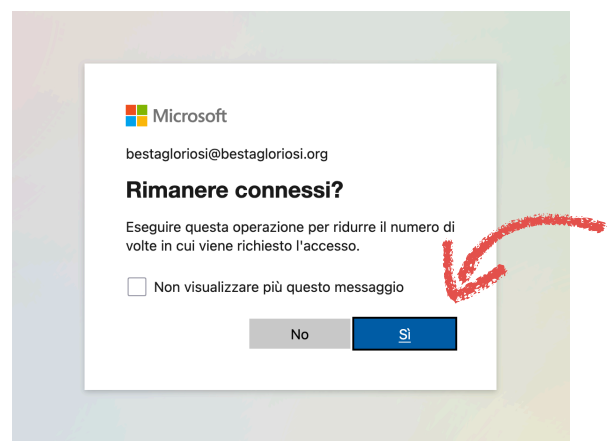 Microsoft
bestagloriosi@bestagloriosi.org
Rimanere connessi?
Eseguire questa operazione per ridurre il numero di
volte in cui viene richiesto l'accesso.
Non visualizzare più questo messaggio
No
Sì